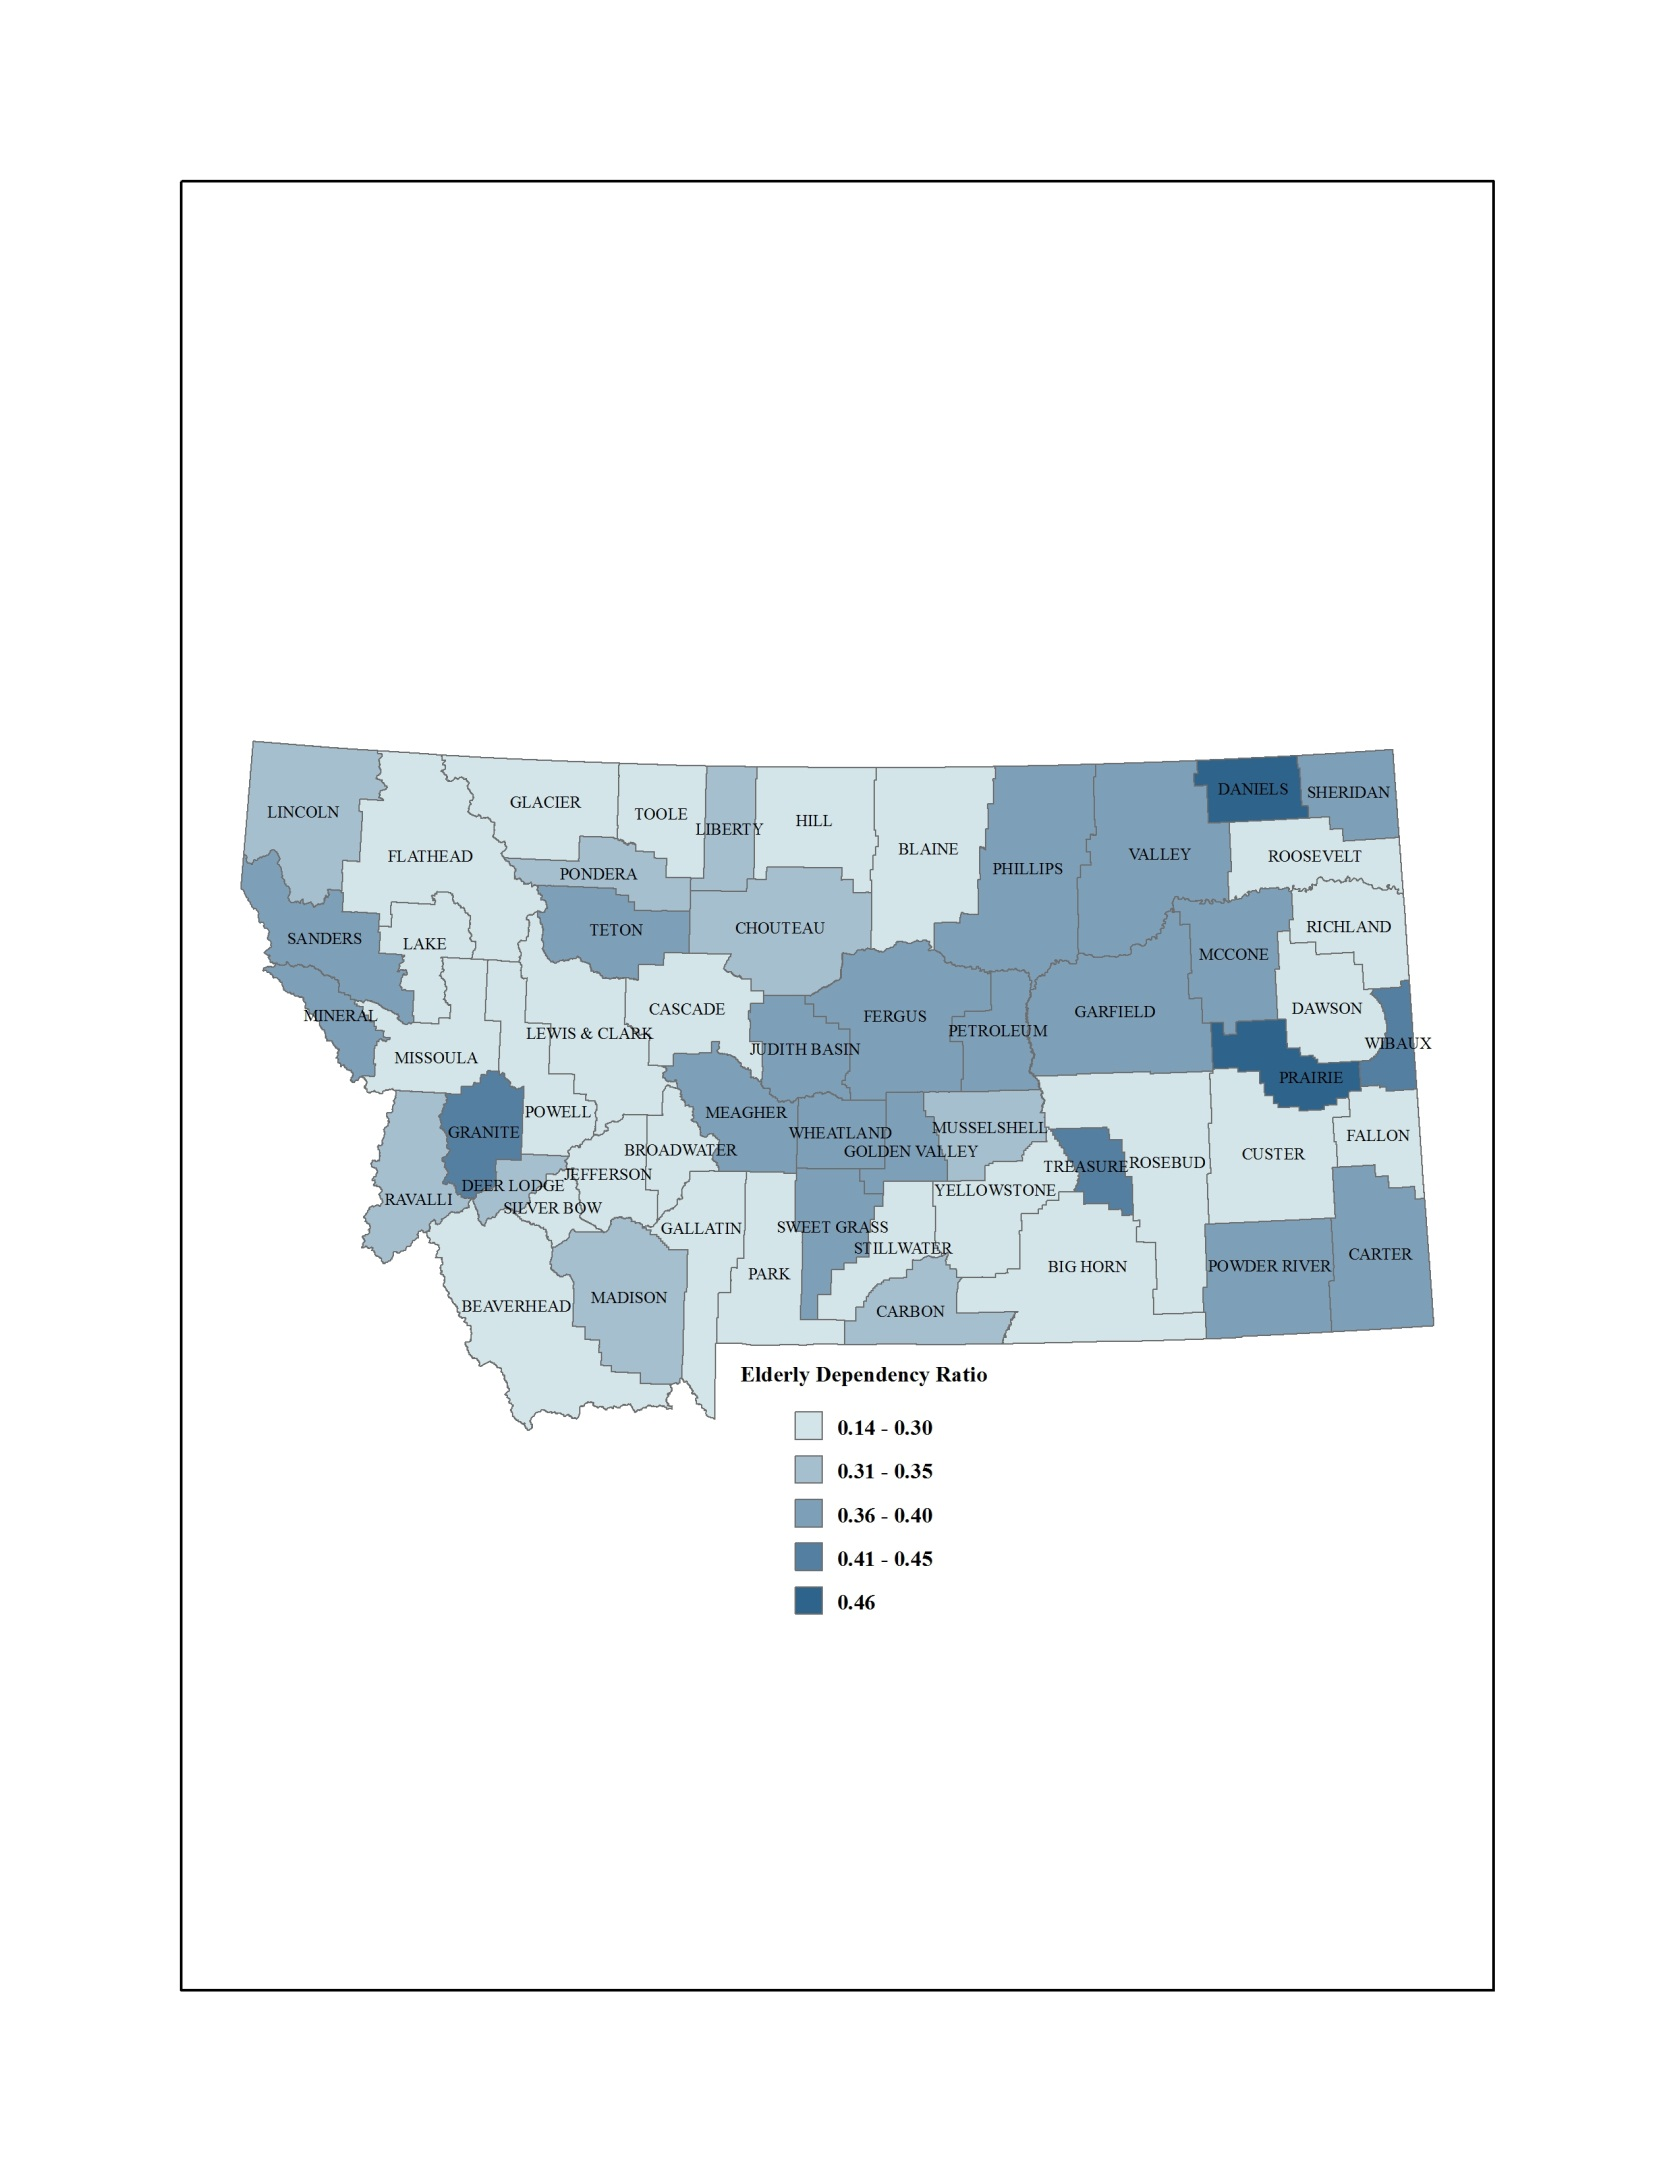 DANIELS
SHERIDAN
LINCOLN
GLACIER
TOOLE
LIBERTY
HILL
BLAINE
FLATHEAD
PHILLIPS
VALLEY
ROOSEVELT
PONDERA
TETON
CHOUTEAU
RICHLAND
SANDERS
LAKE
MCCONE
CASCADE
FERGUS
GARFIELD
DAWSON
MINERAL
LEWIS & CLARK
PETROLEUM
JUDITH BASIN
WIBAUX
MISSOULA
PRAIRIE
POWELL
MEAGHER
GRANITE
WHEATLAND
MUSSELSHELL
FALLON
BROADWATER
GOLDEN VALLEY
CUSTER
JEFFERSON
TREASURE
ROSEBUD
DEER LODGE
YELLOWSTONE
RAVALLI
SILVER BOW
GALLATIN
SWEET GRASS
STILLWATER
CARTER
PARK
BIG HORN
POWDER RIVER
BEAVERHEAD
MADISON
CARBON
Elderly Dependency Ratio
0.14 - 0.30
0.31 - 0.35
0.36 - 0.40
0.41 - 0.45
0.46